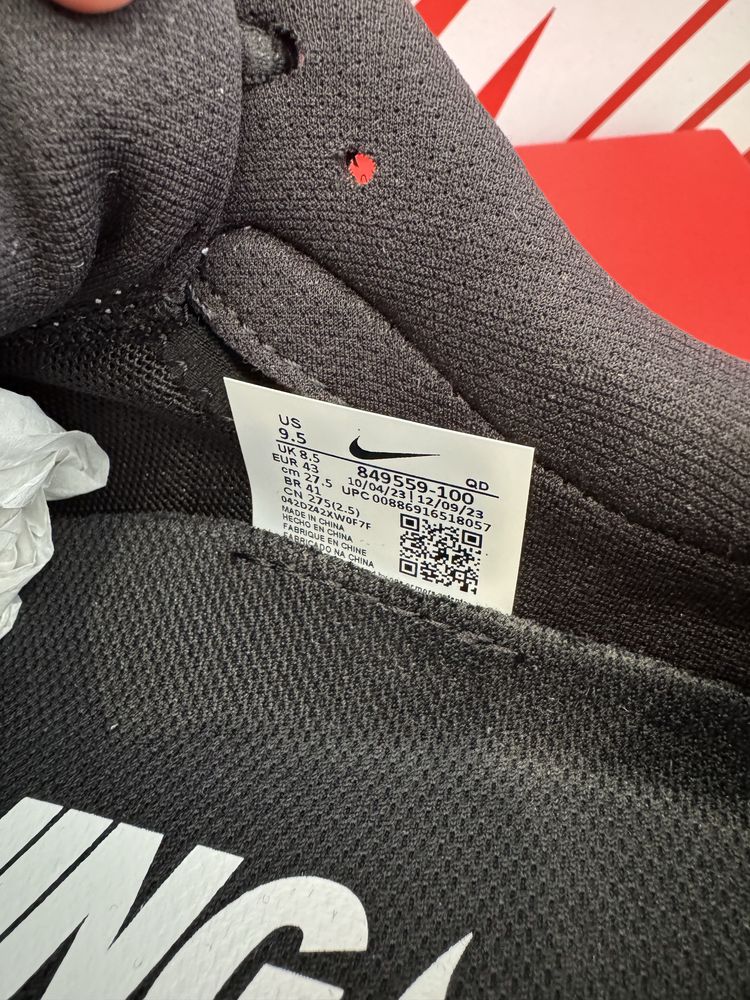 US
9.5
UK 8.5
EUR 43
cm 27.5
BR 41
CN 275(2.5)
849559-100 QD
10/04/23 | 12/09/23
UPC 00886916518057
042DZ42XW0F7F
MADE IN CHINA
HECHO EN CHINA
FABRIQUE EN CHINE
FABRICADO NA CHINA